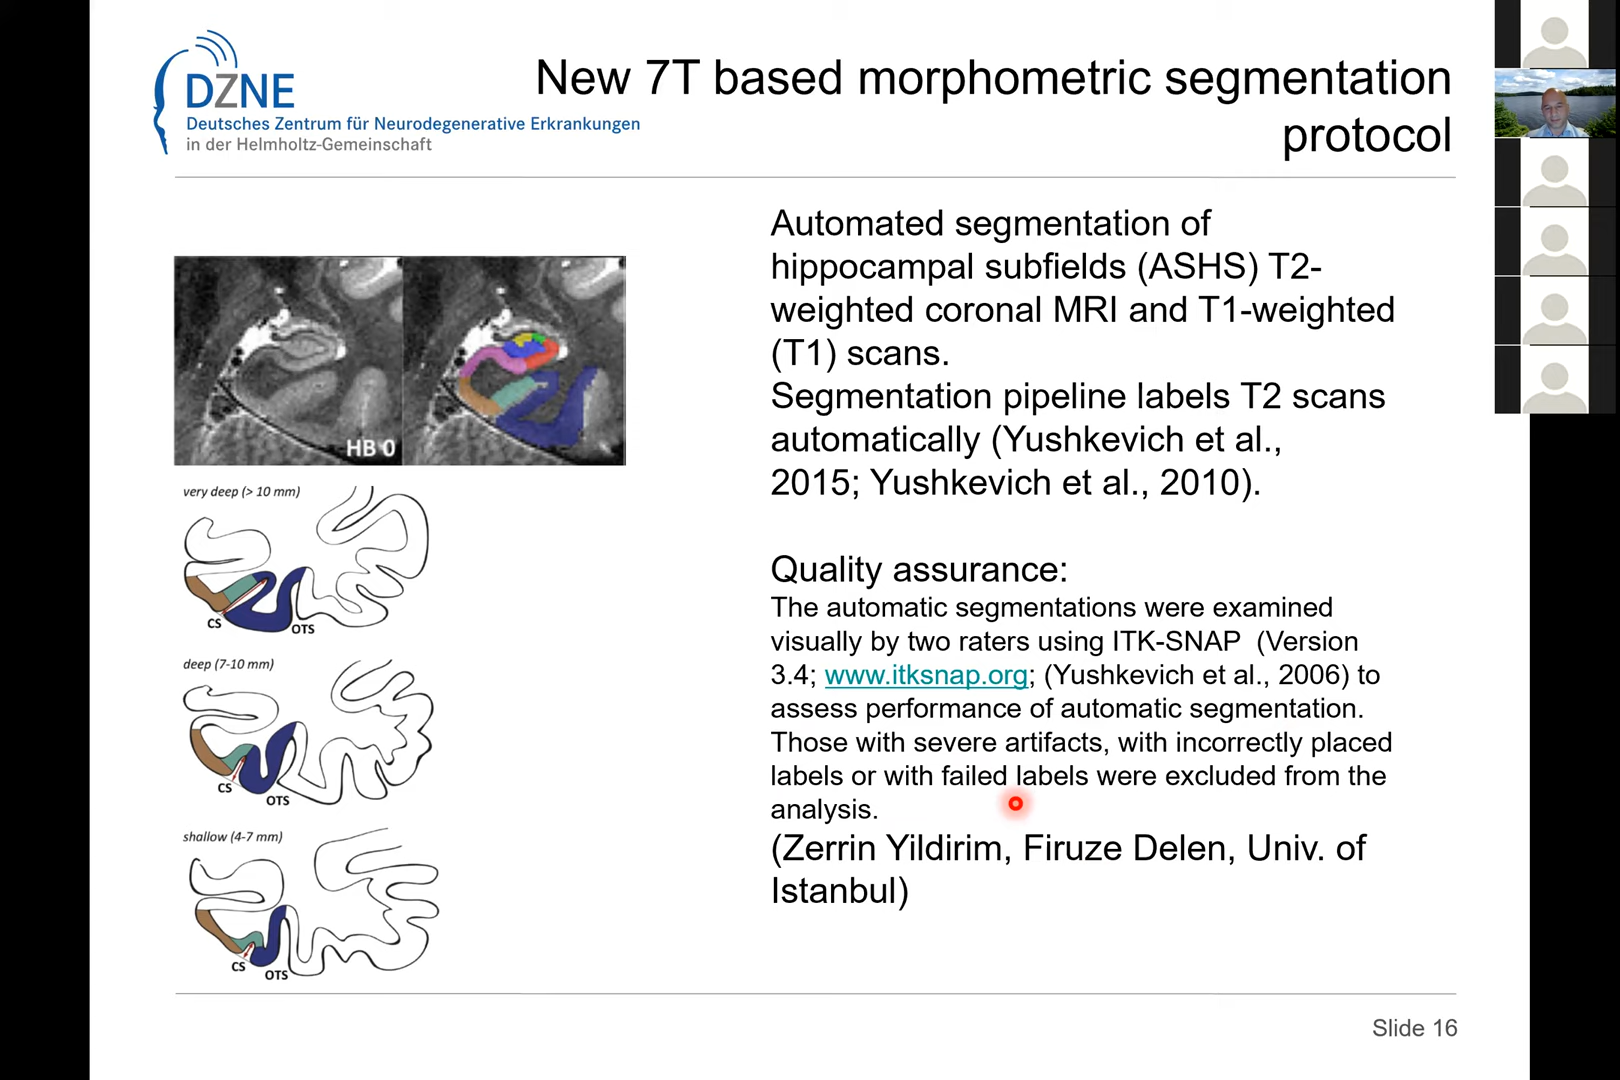 DZNE
Deutsches Zentrum für Neurodegenerative Erkrankungen
in der Helmholtz-Gemeinschaft
New 7T based morphometric segmentation
protocol
HB 0
very deep (> 10 mm)
CS
OTS
deep (7-10 mm)
CS
OTS
shallow (4-7 mm)
CS
OTS
Automated segmentation of
hippocampal subfields (ASHS) T2-
weighted coronal MRI and T1-weighted
(T1) scans.
Segmentation pipeline labels T2 scans
automatically (Yushkevich et al.,
2015; Yushkevich et al., 2010).
Quality assurance:
The automatic segmentations were examined
visually by two raters using ITK-SNAP (Version
3.4; www.itksnap.org; (Yushkevich et al., 2006) to
assess performance of automatic segmentation.
Those with severe artifacts, with incorrectly placed
labels or with failed labels were excluded from the
analysis.
(Zerrin Yildirim, Firuze Delen, Univ. of
Istanbul)
Slide 16